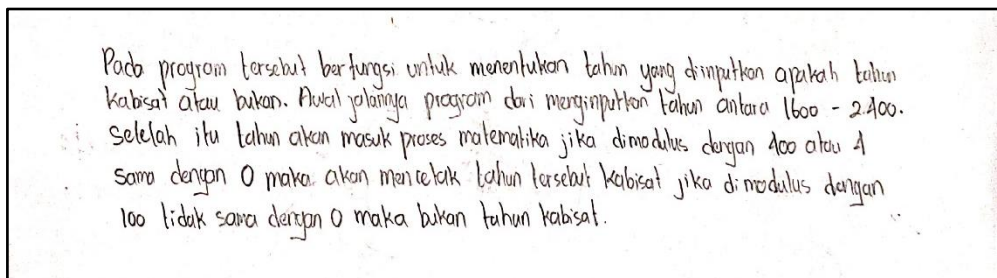 Pada program tersebut berfungsi untuk menentukan tahun yang diinputkan apakah tahun
kabisat atau bukan. Awal jalannya program dari menginputkan tahun antara 1600 - 2.400.
Setelah itu tahun akan masuk proses matematika jika dimodulus dengan 400 atau 4
sama dengan 0 maka akan mencetak tahun tersebut kabisat jika di modulus dengan
100 tidak sama dengan 0 maka bukan tahun kabisat.